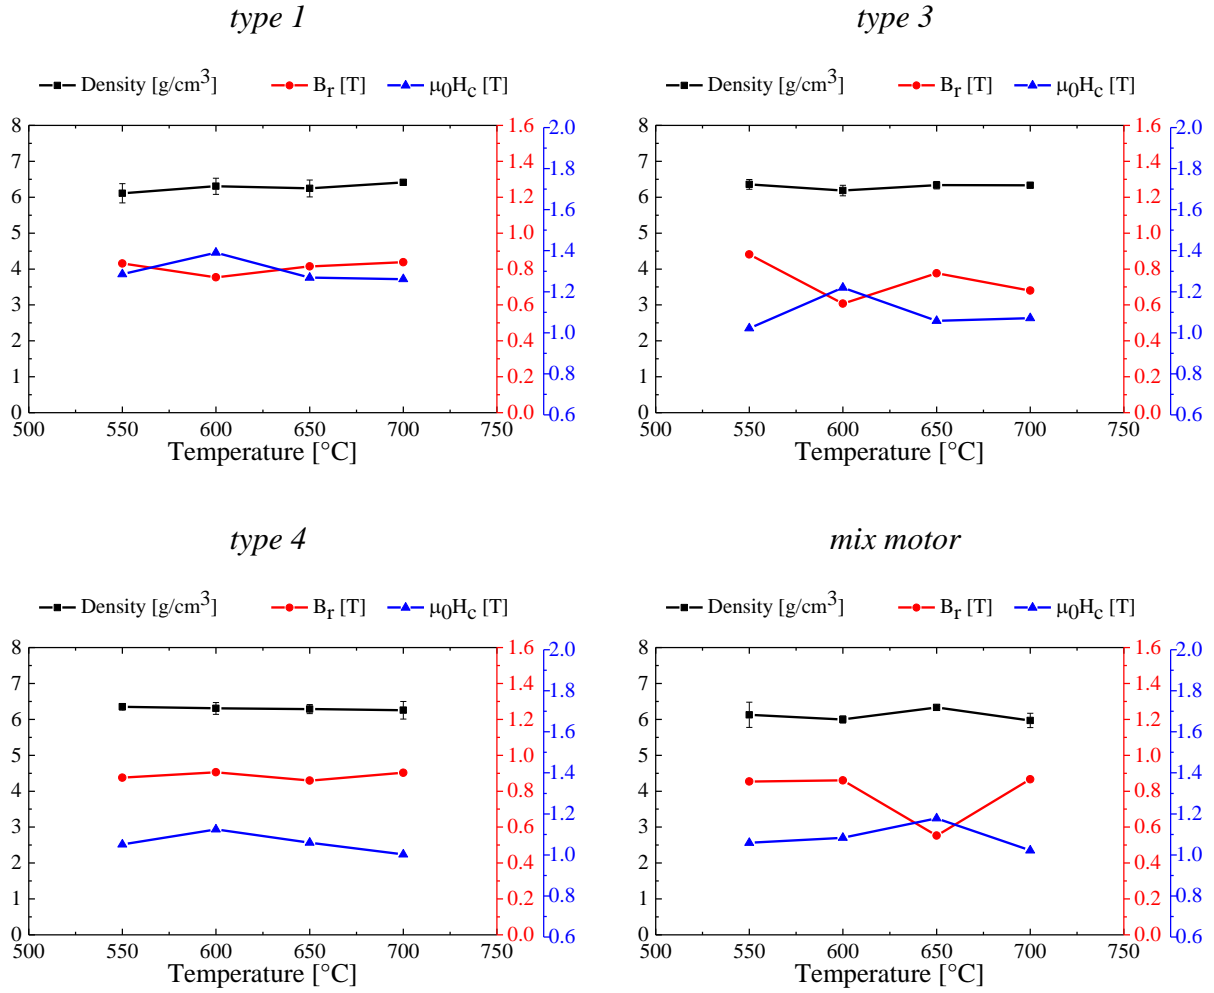 type 1
type 3
Density [g/cm3] Br [T] μ0Hc [T]
Density [g/cm3] Br [T] μ0Hc [T]
8 7 6 5 4 3 2 1 0
1.6 1.4 1.2 1.0 0.8 0.6 0.4 0.2 0.0
2.0 1.8 1.6 1.4 1.2 1.0 0.8 0.6
500 550 600 650 700 750
Temperature [°C]
8 7 6 5 4 3 2 1 0
1.6 1.4 1.2 1.0 0.8 0.6 0.4 0.2 0.0
2.0 1.8 1.6 1.4 1.2 1.0 0.8 0.6
500 550 600 650 700 750
Temperature [°C]
type 4
mix motor
Density [g/cm3] Br [T] μ0Hc [T]
Density [g/cm3] Br [T] μ0Hc [T]
8 7 6 5 4 3 2 1 0
1.6 1.4 1.2 1.0 0.8 0.6 0.4 0.2 0.0
2.0 1.8 1.6 1.4 1.2 1.0 0.8 0.6
500 550 600 650 700 750
Temperature [°C]
8 7 6 5 4 3 2 1 0
1.6 1.4 1.2 1.0 0.8 0.6 0.4 0.2 0.0
2.0 1.8 1.6 1.4 1.2 1.0 0.8 0.6
500 550 600 650 700 750
Temperature [°C]